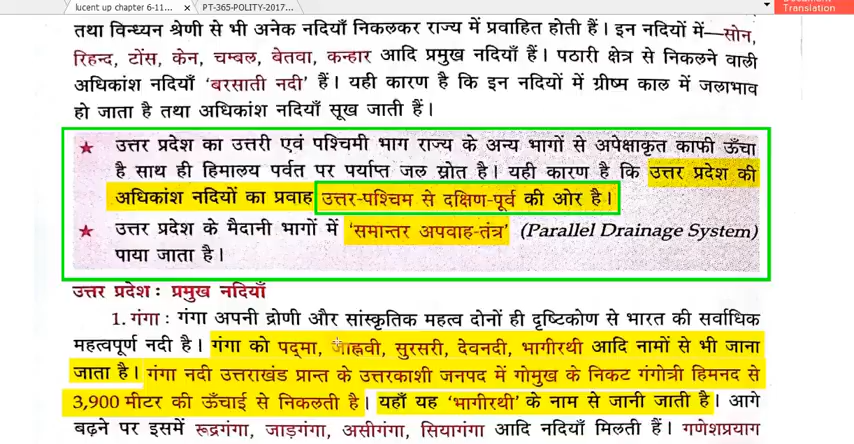 lucent up chapter 6-11... × PT-365-POLITY-2017...
Document
Translation
तथा विन्ध्यन श्रेणी से भी अनेक नदियाँ निकलकर राज्य में प्रवाहित होती हैं। इन नदियों में—सोन,
रिहन्द, टोंस, केन, चम्बल, बेतवा, कन्हार आदि प्रमुख नदियाँ हैं। पठारी क्षेत्र से निकलने वाली
अधिकांश नदियाँ ‘बरसाती नदी’ हैं। यही कारण है कि इन नदियों में ग्रीष्म काल में जलाभाव
हो जाता है तथा अधिकांश नदियाँ सूख जाती हैं।
★ उत्तर प्रदेश का उत्तरी एवं पश्चिमी भाग राज्य के अन्य भागों से अपेक्षाकृत काफी ऊँचा
है साथ ही हिमालय पर्वत पर पर्याप्त जल स्रोत है। यही कारण है कि उत्तर प्रदेश की
अधिकांश नदियों का प्रवाह उत्तर-पश्चिम से दक्षिण-पूर्व की ओर है।
★ उत्तर प्रदेश के मैदानी भागों में ‘समान्तर अपवाह-तंत्र’ (Parallel Drainage System)
पाया जाता है।
उत्तर प्रदेश : प्रमुख नदियाँ
1. गंगा : गंगा अपनी द्रोणी और सांस्कृतिक महत्व दोनों ही दृष्टिकोण से भारत की सर्वाधिक
महत्वपूर्ण नदी है। गंगा को पद्मा, जाह्नवी, सुरसरी, देवनदी, भागीरथी आदि नामों से भी जाना
जाता है। गंगा नदी उत्तराखंड प्रान्त के उत्तरकाशी जनपद में गोमुख के निकट गंगोत्री हिमनद से
3,900 मीटर की ऊँचाई से निकलती है। यहाँ यह ‘भागीरथी’ के नाम से जानी जाती है। आगे
बढ़ने पर इसमें रूद्रगंगा, जाड़गंगा, असीगंगा, सियागंगा आदि नदियाँ मिलती हैं। गणेशप्रयाग